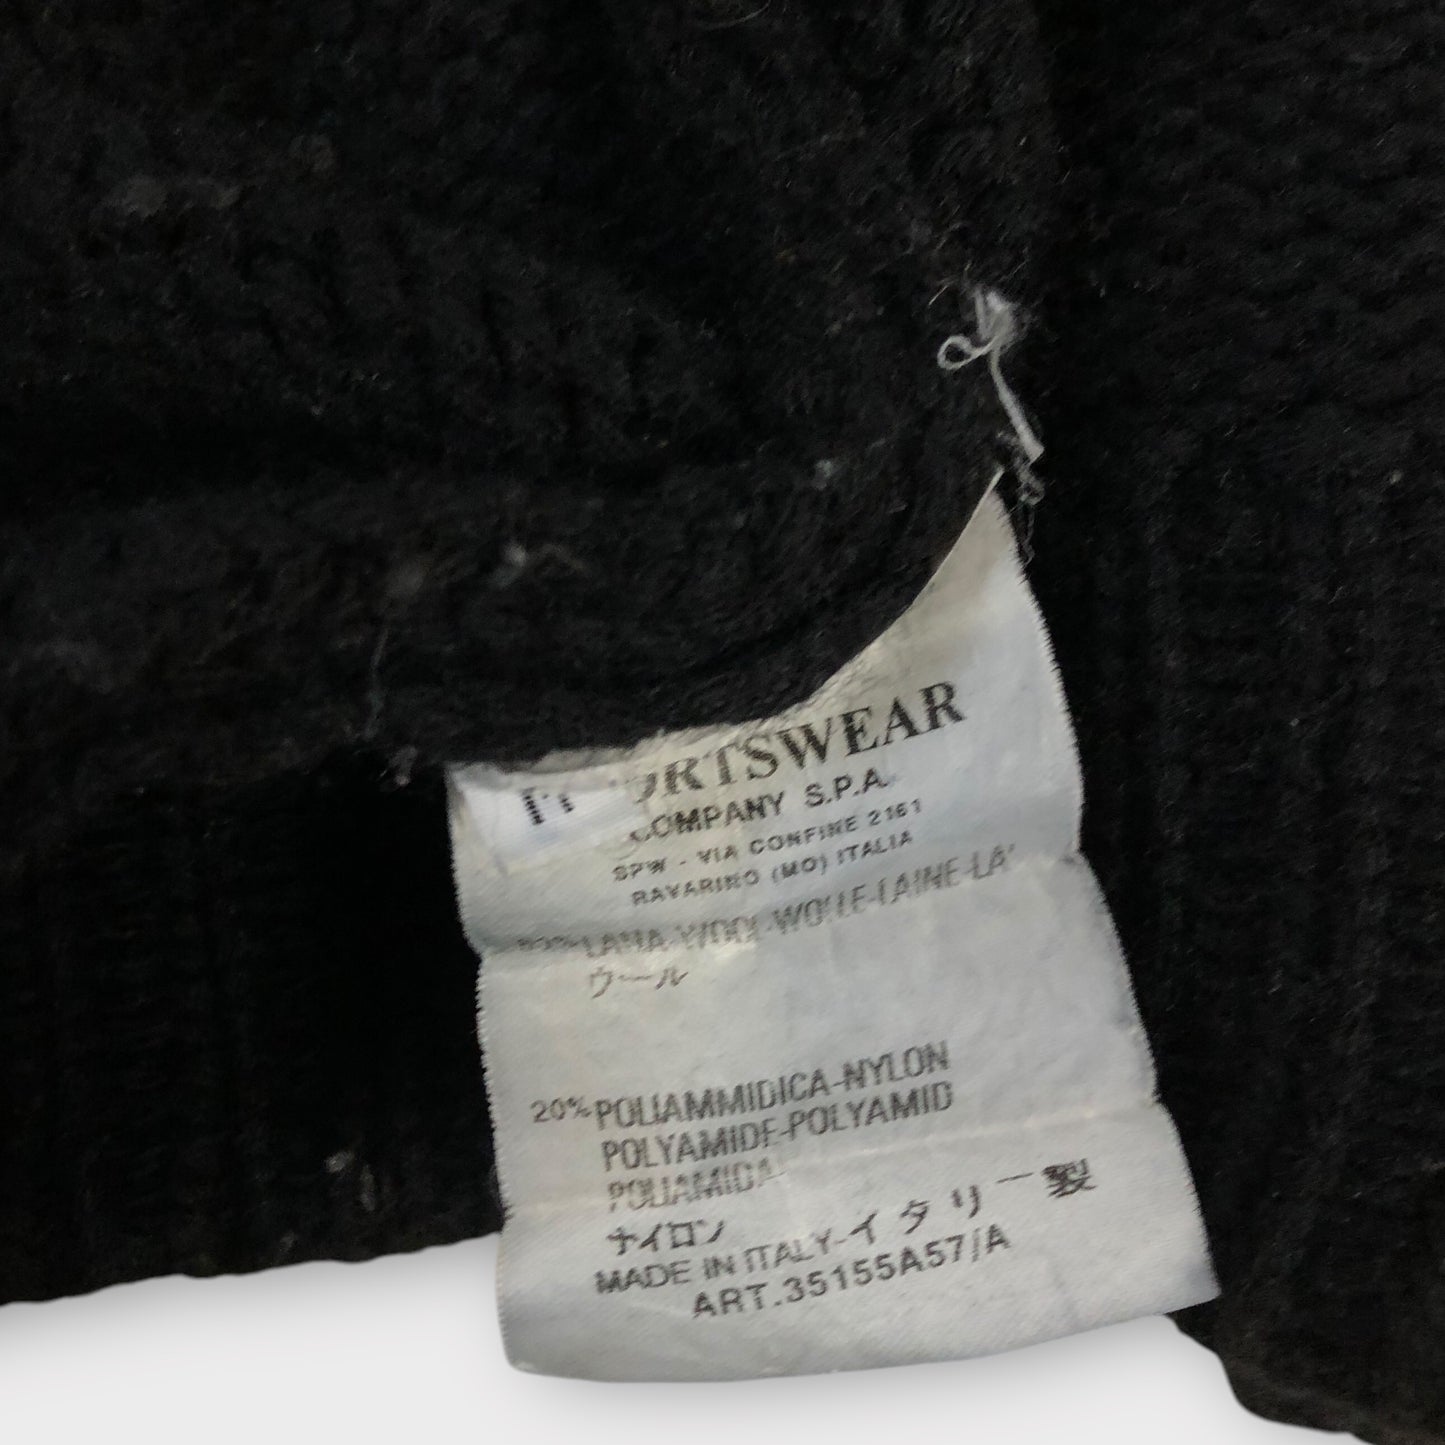 SPORTSWEAR
COMPANY S.P.A.
SPW - VIA CONFINE 2161
RAVARINO (MO) ITALIA
80% LANA-WOOL-WOLLE-LAINE-LA'
ウール
20% POLIAMMIDICA-NYLON
POLYAMIDE-POLYAMID
POLIAMIDA
ナイロン
MADE IN ITALY-イタリー製
ART.35155A57/A